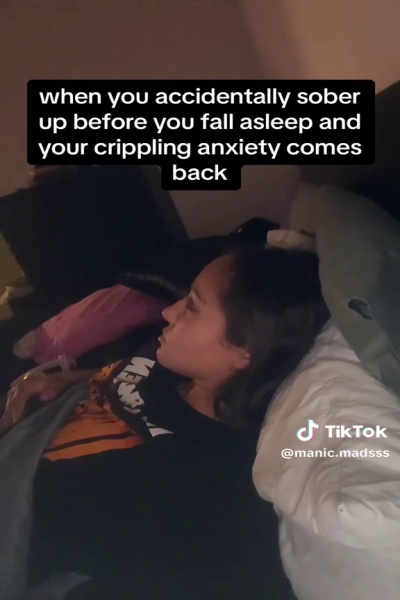 when you accidentally sober
up before you fall asleep and
your crippling anxiety comes
back
TikTok
@manic.madsss